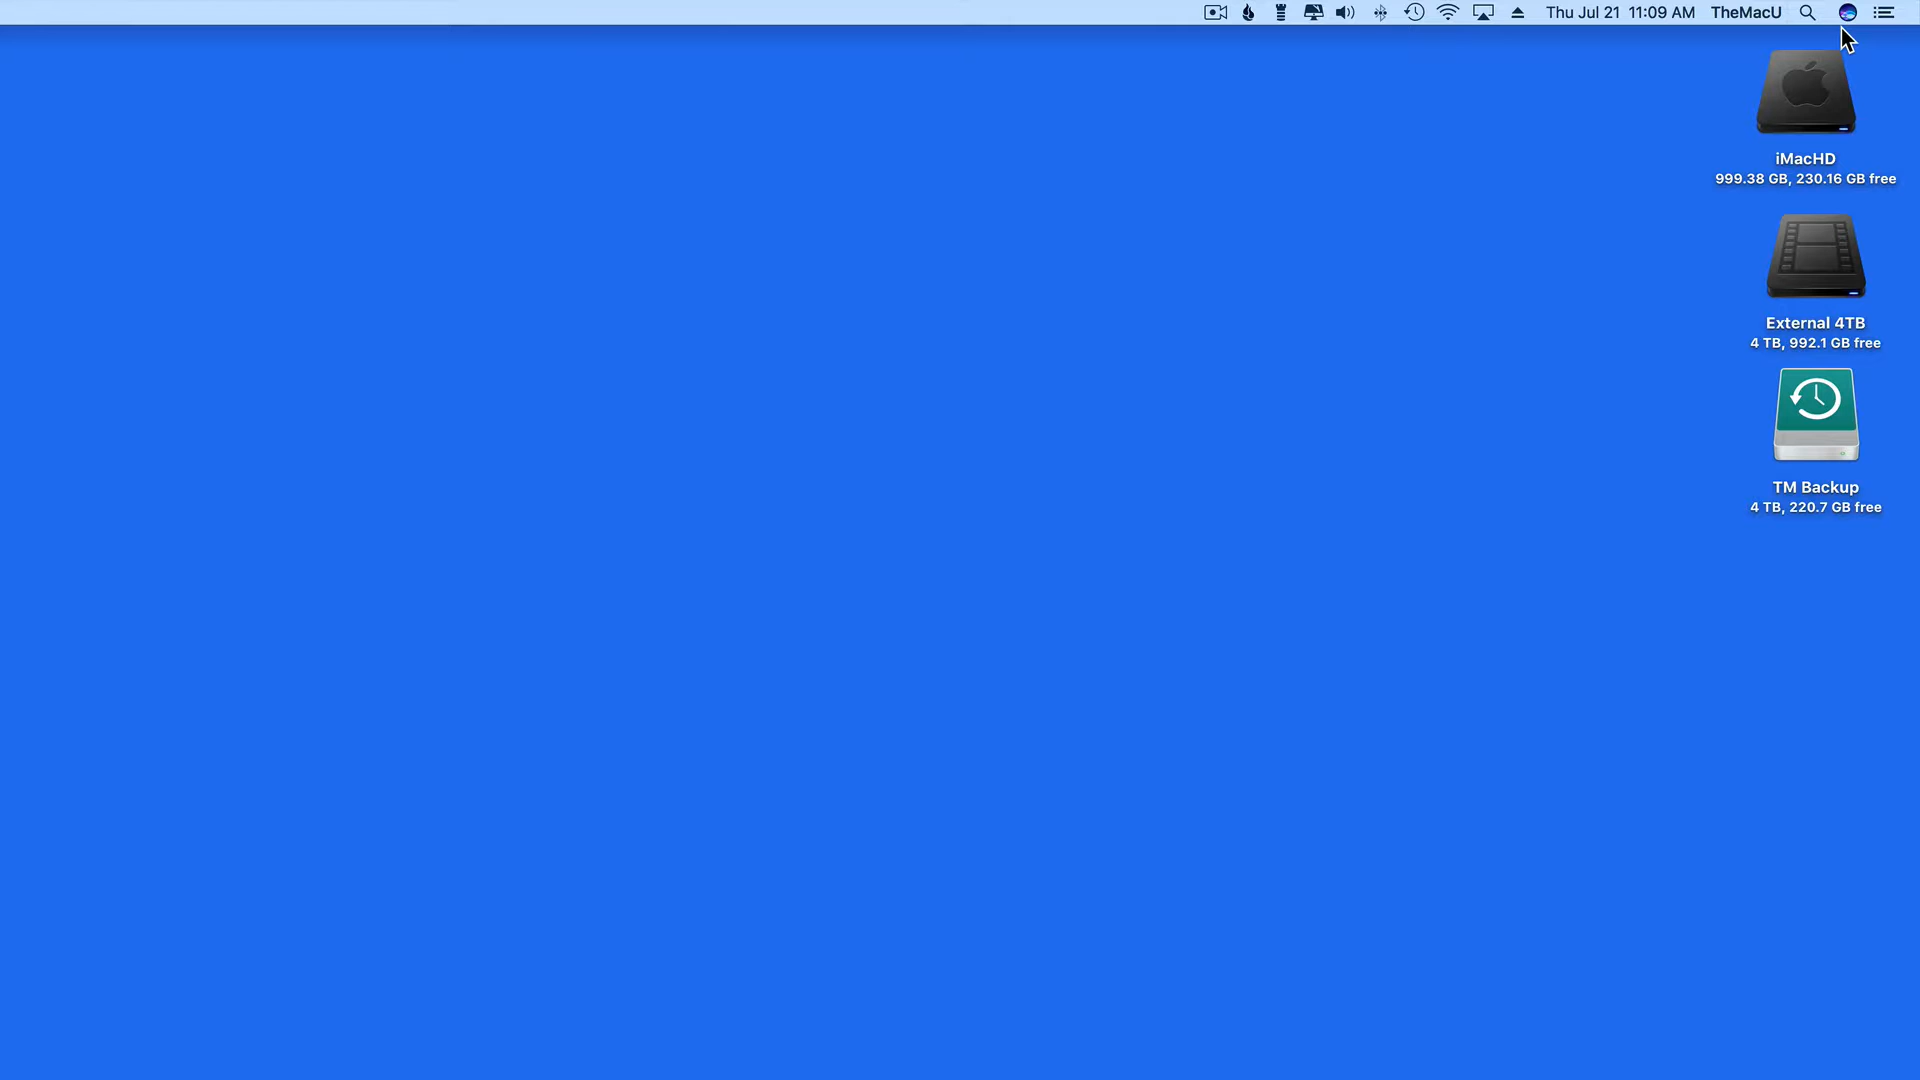 Thu Jul 21 11:09 AM TheMacU
iMacHD
999.38 GB, 230.16 GB free
External 4TB
4 TB, 992.1 GB free
TM Backup
4 TB, 220.7 GB free